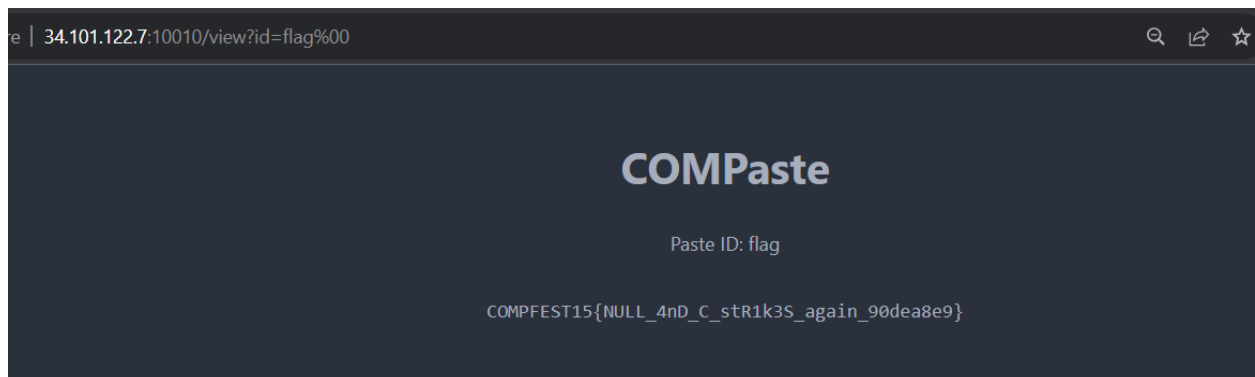 re | 34.101.122.7:10010/view?id=flag%00
COMPaste
Paste ID: flag
COMPFEST15{NULL_4nD_C_stR1k3S_again_90dea8e9}